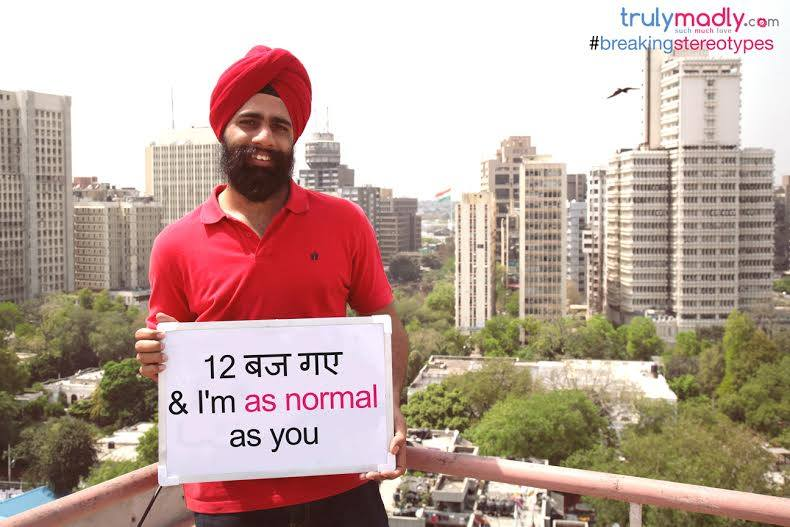 trulymadly.com
such much love
#breakingstereotypes
12 बज गए
& I'm as normal
as you